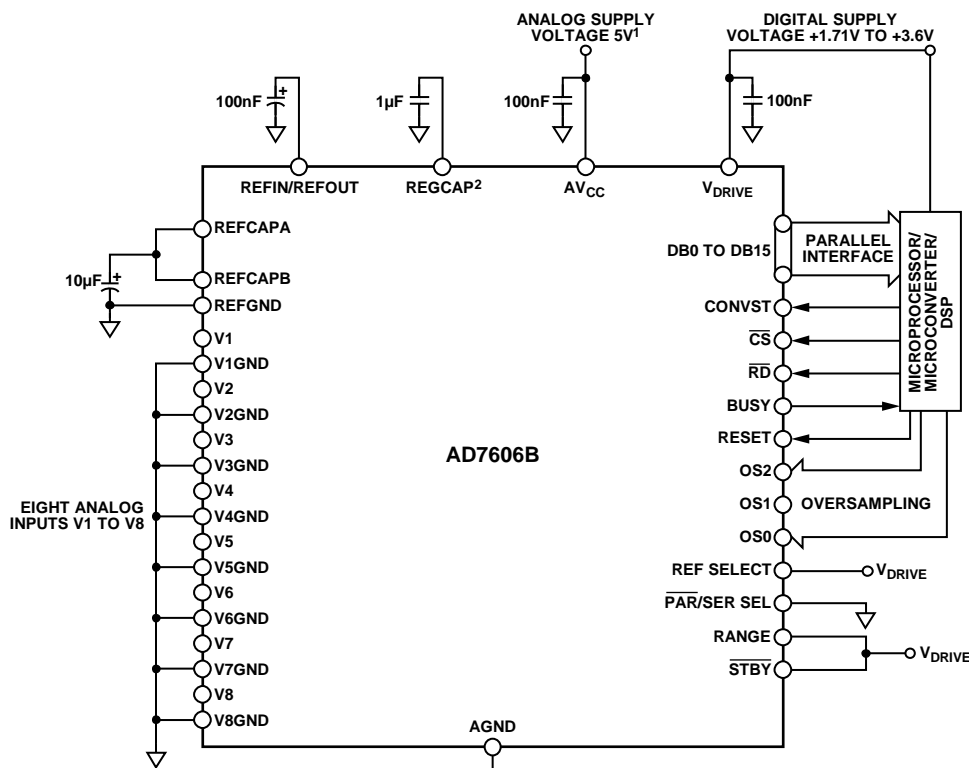 ANALOG SUPPLY
VOLTAGE 5V1
DIGITAL SUPPLY
VOLTAGE +1.71V TO +3.6V
100nF
+
1µF
100nF
100nF
REFIN/REFOUT
REGCAP2
AVCC
VDRIVE
REFCAPA
REFCAPB
REFGND
10µF
+
V1
V1GND
V2
V2GND
V3
V3GND
V4
V4GND
V5
V5GND
V6
V6GND
V7
V7GND
V8
V8GND
EIGHT ANALOG
INPUTS V1 TO V8
AD7606B
AGND
DB0 TO DB15
PARALLEL
INTERFACE
CONVST
CS
RD
BUSY
RESET
OS2
OS1
OVERSAMPLING
OS0
REF SELECT
VDRIVE
PAR/SER SEL
RANGE
STBY
VDRIVE
MICROPROCESSOR/
MICROCONVERTER/
DSP